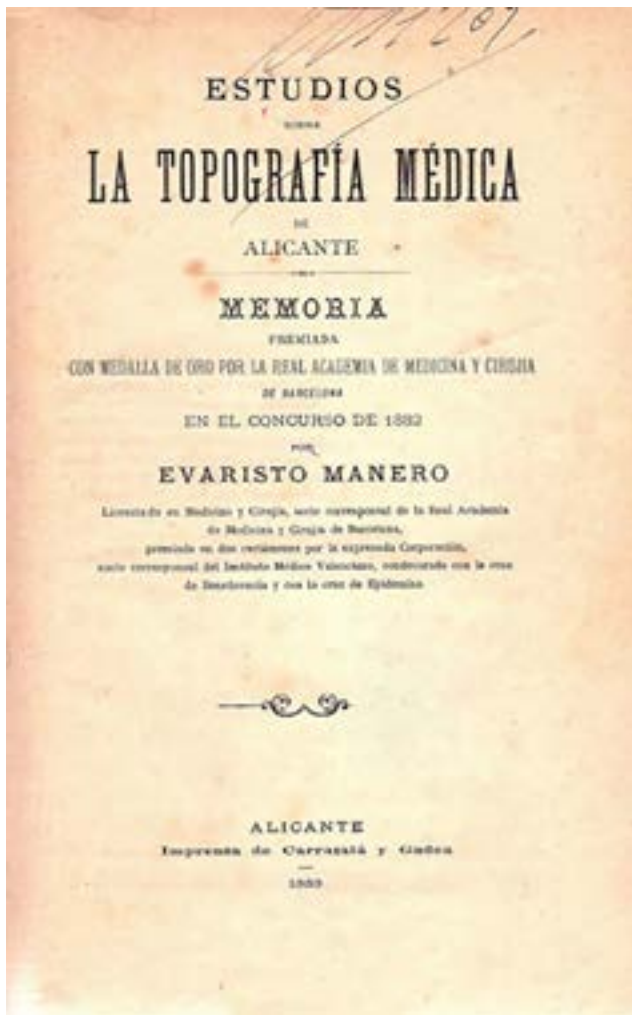 ESTUDIOS
SOBRE
LA TOPOGRAFÍA MÉDICA
DE
ALICANTE
MEMORIA
PREMIADA
CON MEDALLA DE ORO POR LA REAL ACADEMIA DE MEDICINA Y CIRUJIA
DE BARCELONA
EN EL CONCURSO DE 1882
POR
EVARISTO MANERO
Licenciado en Medicina y Cirujía, socio corresponsal de la Real Academia
de Medicina y Cirujía de Barcelona,
premiado en dos certámenes por la expresada Corporación,
socio corresponsal del Instituto Médico Valenciano, condecorado con la cruz
de Beneficencia y con la cruz de Epidemias.
ALICANTE
Imprenta de Carratalá y Gadea
1883